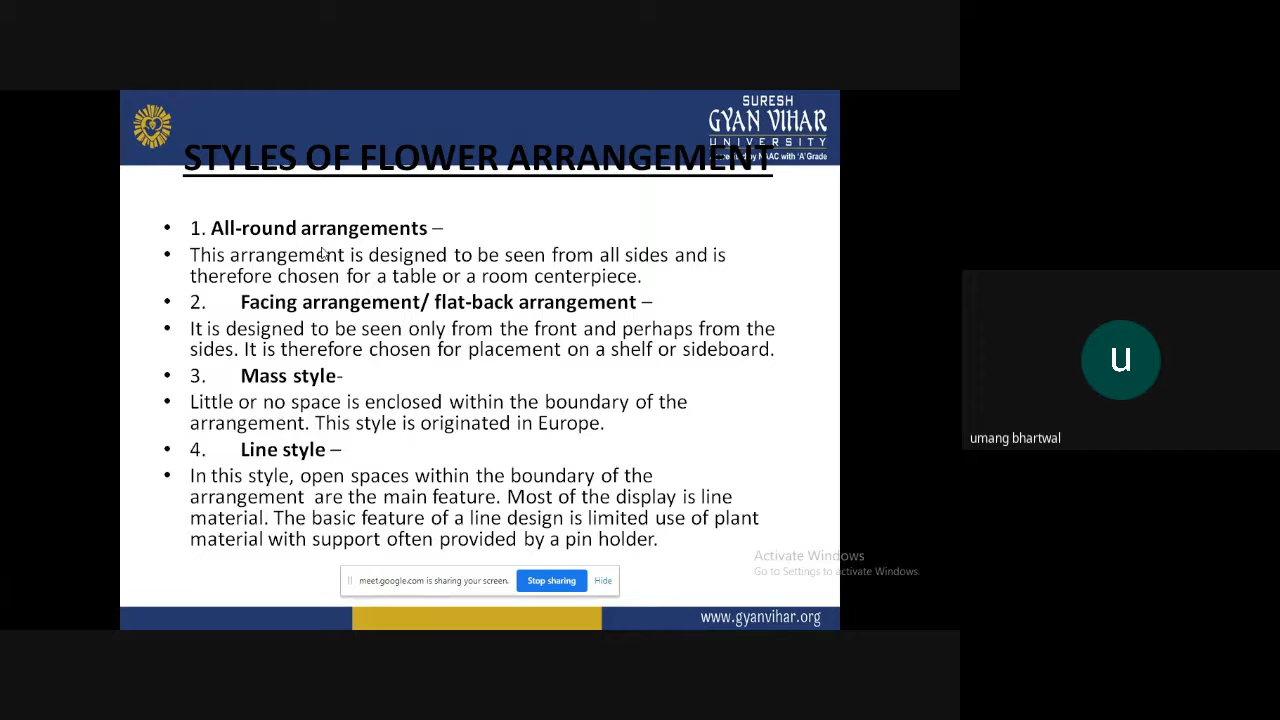 SURESH
GYAN VIHAR
UNIVERSITY
by NAAC with 'A' Grade
STYLES OF FLOWER ARRANGEMENT
• 1. All-round arrangements –
• This arrangement is designed to be seen from all sides and is
therefore chosen for a table or a room centerpiece.
• 2. Facing arrangement/ flat-back arrangement –
• It is designed to be seen only from the front and perhaps from the
sides. It is therefore chosen for placement on a shelf or sideboard.
• 3. Mass style-
• Little or no space is enclosed within the boundary of the
arrangement. This style is originated in Europe.
• 4. Line style –
• In this style, open spaces within the boundary of the
arrangement are the main feature. Most of the display is line
material. The basic feature of a line design is limited use of plant
material with support often provided by a pin holder.
Activate Windows
Go to Settings to activate Windows.
meet.google.com is sharing your screen. Stop sharing Hide
www.gyanvihar.org
u
umang bhartwal